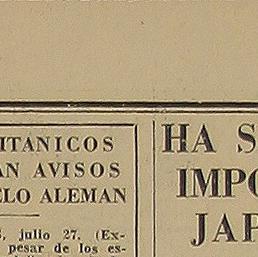 ITANICOS
AN AVISOS
ELO ALEMAN
, julio 27, (Ex-
pesar de los es-
HA S
IMPO
JAP